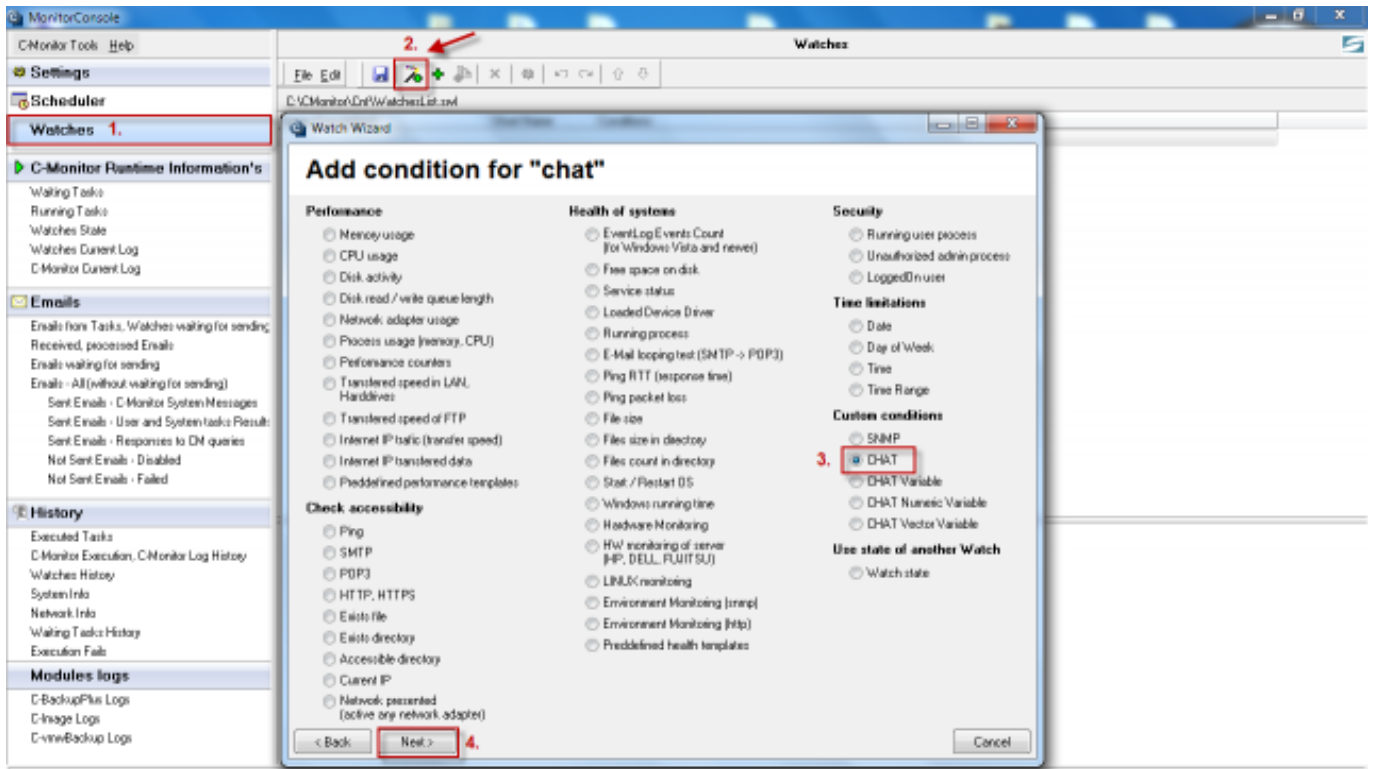 MonitorConsole
C-Monitor Tools Help
Settings
Scheduler
Watches 1.
C-Monitor Runtime Information's
Waiting Tasks
Running Tasks
Watches State
Watches Current Log
C-Monitor Current Log
Emails
Emails from Tasks, Watches waiting for sending
Received, processed Emails
Emails waiting for sending
Emails - All (without waiting for sending)
Sent Emails - C-Monitor System Messages
Sent Emails - User and System tasks Results
Sent Emails - Responses to CM queries
Not Sent Emails - Disabled
Not Sent Emails - Failed
History
Executed Tasks
C-Monitor Execution, C-Monitor Log History
Watches History
System Info
Network Info
Waiting Tasks History
Execution Fails
Modules logs
C-BackupPlus Logs
C-Image Logs
C-vmwBackup Logs
2.
Watches
File Edit
C:\CMonitor\Cnf\WatchesList.swl
Watch Wizard
Add condition for "chat"
Performance
Memory usage
CPU usage
Disk activity
Disk read / write queue length
Network adapter usage
Process usage (memory, CPU)
Performance counters
Transfered speed in LAN,
Harddrives
Transfered speed of FTP
Internet IP trafic (transfer speed)
Internet IP transfered data
Preddefined performance templates
Check accessibility
Ping
SMTP
POP3
HTTP, HTTPS
Exists file
Exists directory
Accessible directory
Current IP
Network presented
(active any network adapter)
Health of systems
EventLog Events Count
(for Windows Vista and newer)
Free space on disk
Service status
Loaded Device Driver
Running process
E-Mail looping test (SMTP -> POP3)
Ping RTT (response time)
Ping packet loss
File size
Files size in directory
Files count in directory
Start / Restart OS
Windows running time
Hardware Monitoring
HW monitoring of server
(HP, DELL, FUJITSU)
LINUX monitoring
Environment Monitoring (snmp)
Environment Monitoring (http)
Preddefined health templates
Security
Running user process
Unauthorized admin process
LoggedOn user
Time limitations
Date
Day of Week
Time
Time Range
Custom conditions
SNMP
3. CHAT
CHAT Variable
CHAT Numeric Variable
CHAT Vector Variable
Use state of another Watch
Watch state
< Back Next > 4. Cancel